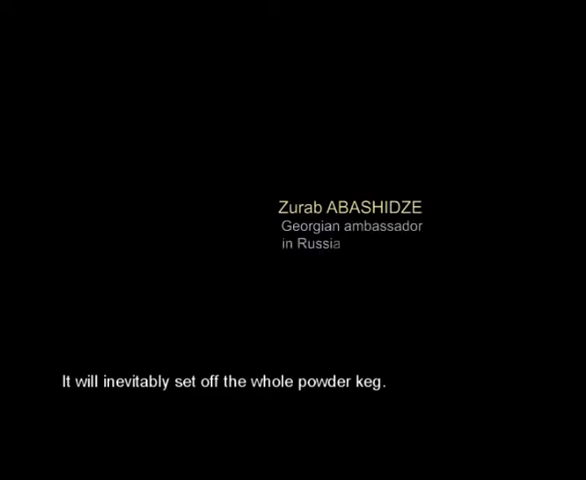 Zurab ABASHIDZE
Georgian ambassador
in Russia
It will inevitably set off the whole powder keg.